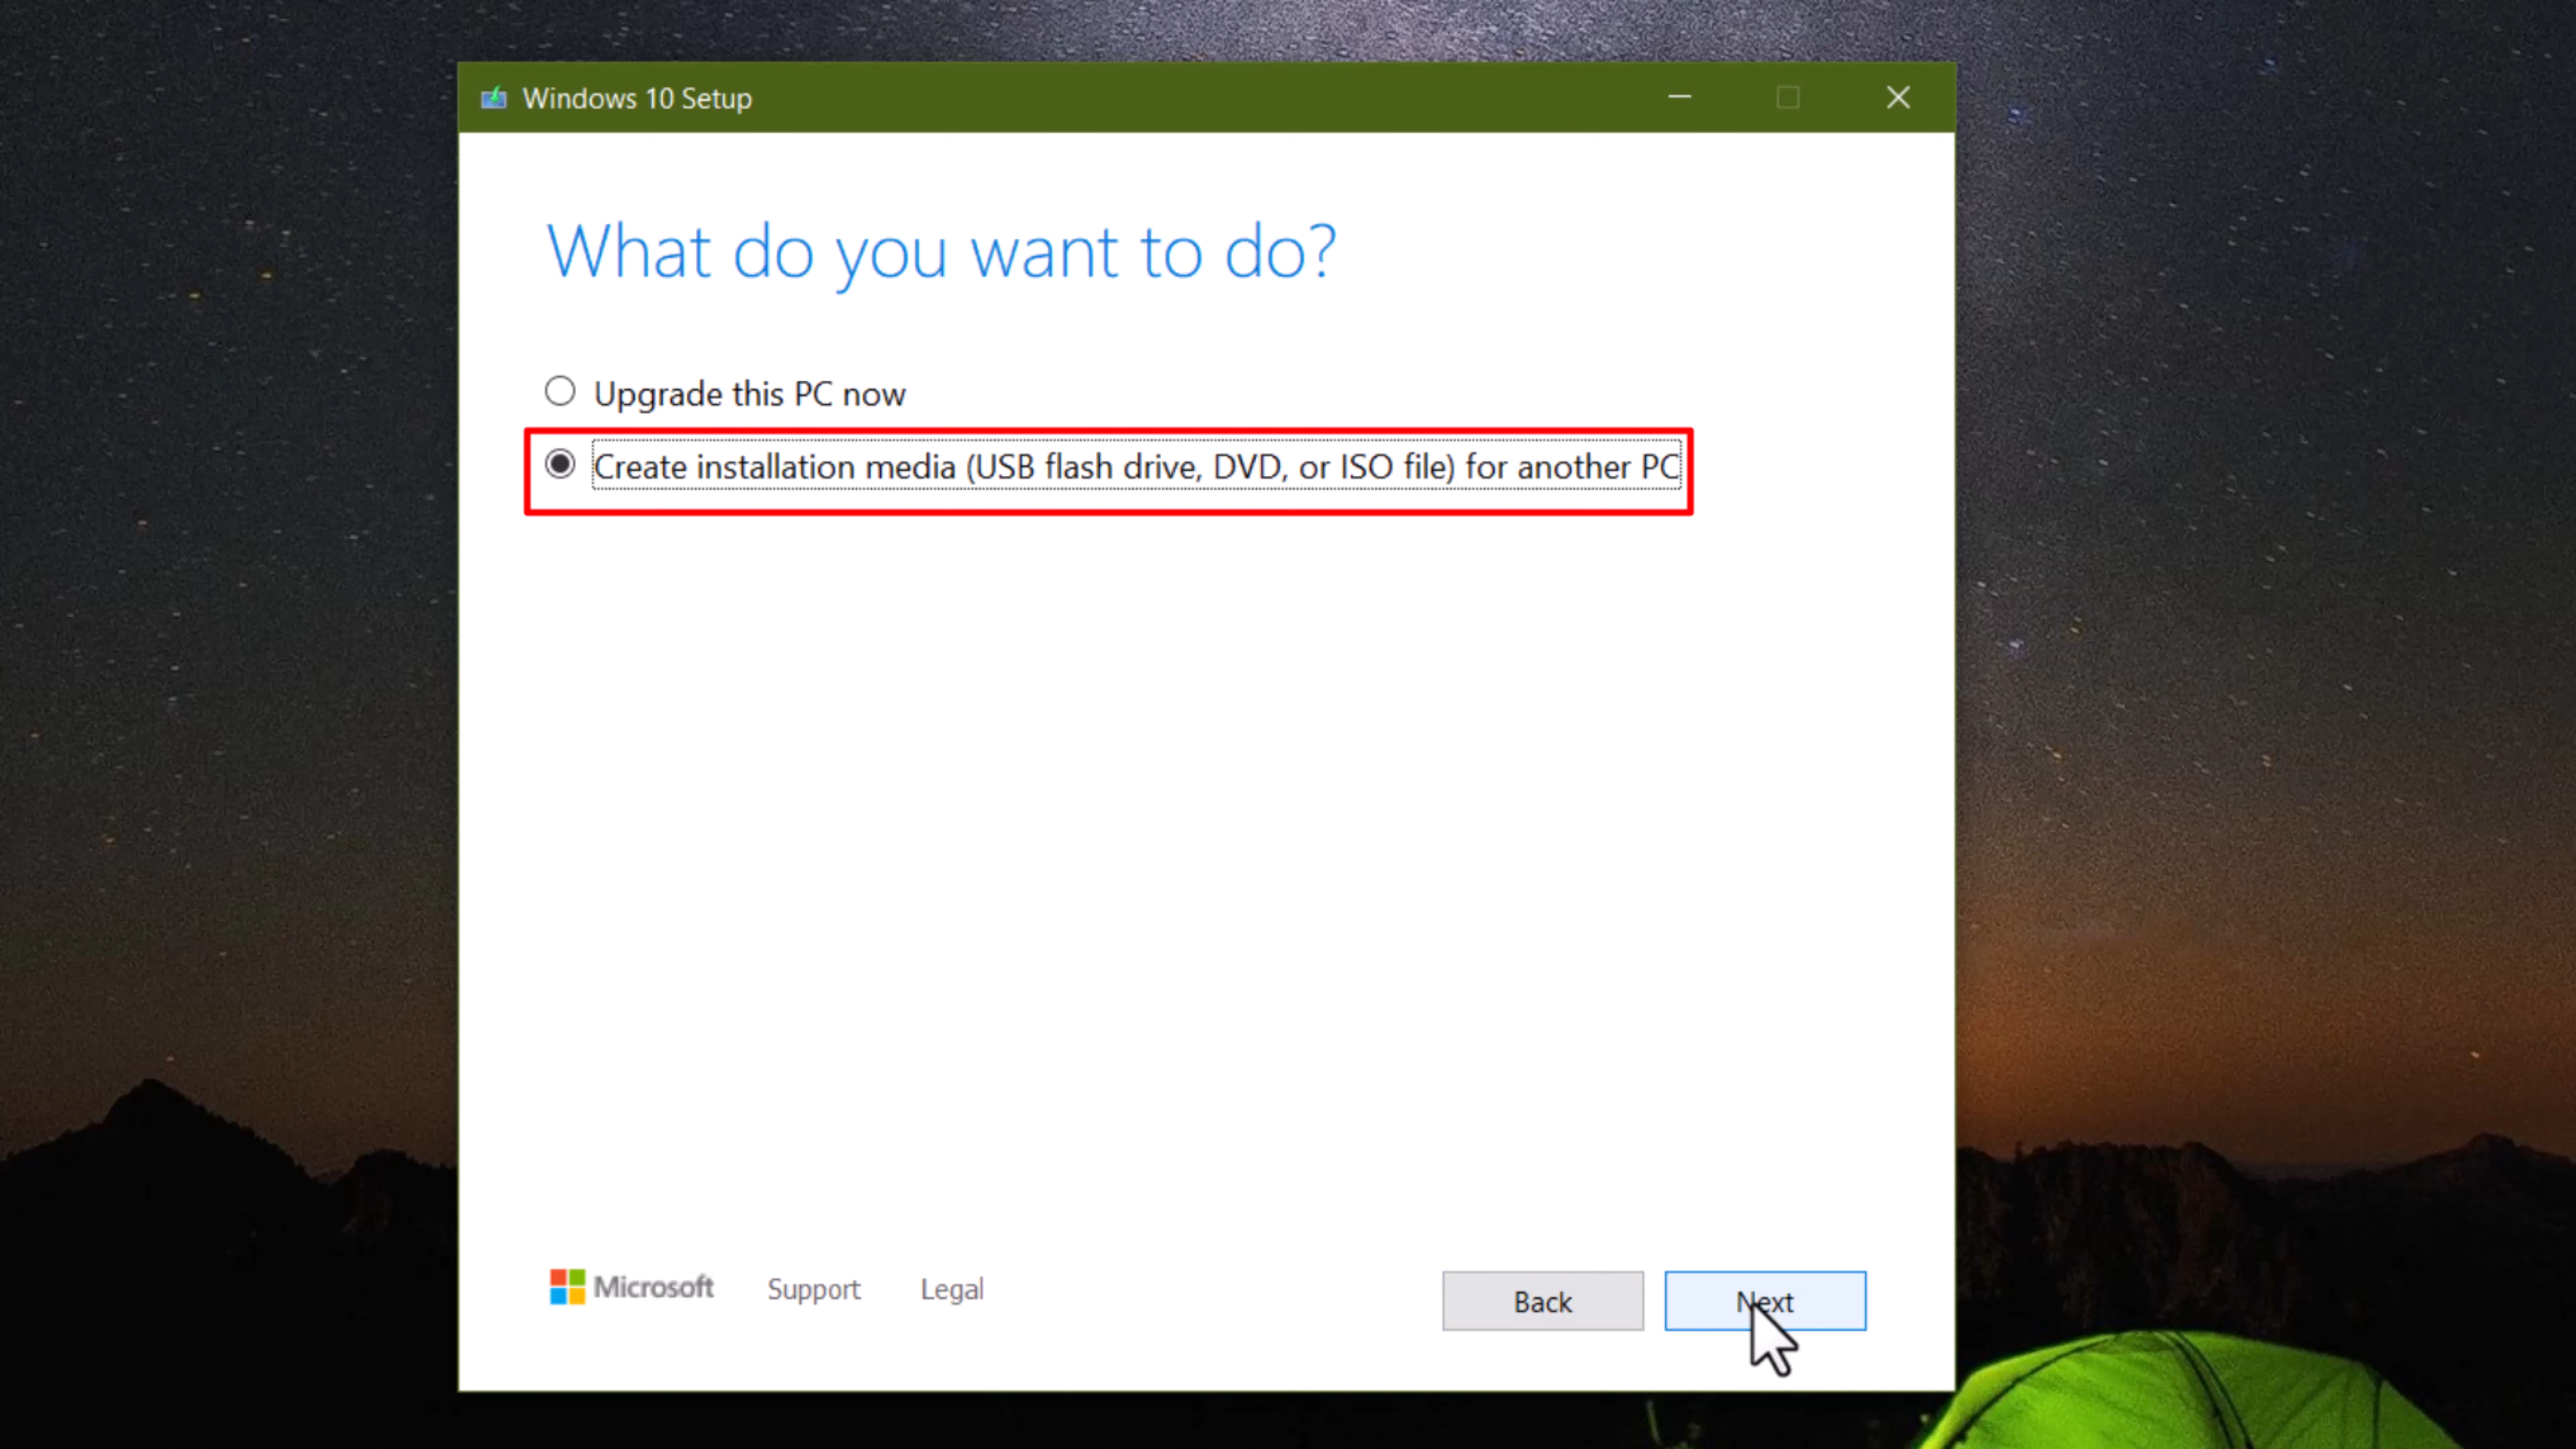 Windows 10 Setup
What do you want to do?
Upgrade this PC now
Create installation media (USB flash drive, DVD, or ISO file) for another PC
Microsoft Support Legal Back Next